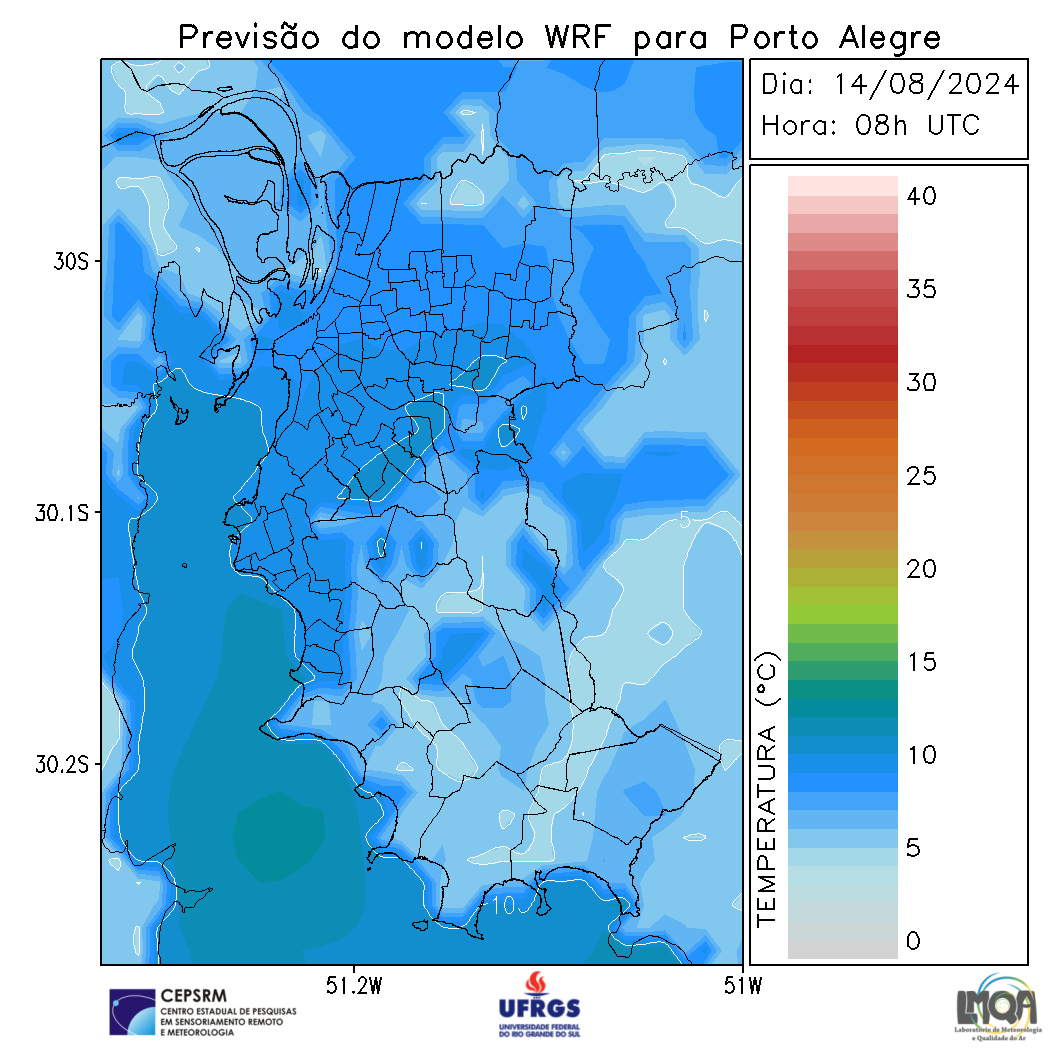 Previsão do modelo WRF para Porto Alegre
Dia: 14/08/2024
Hora: 08h UTC
40
35
30
25
20
15
10
5
0
TEMPERATURA (°C)
30S
30.1S
30.2S
51.2W
51W
5
10
CEPSRM
CENTRO ESTADUAL DE PESQUISAS
EM SENSORIAMENTO REMOTO
E METEOROLOGIA
UFRGS
UNIVERSIDADE FEDERAL
DO RIO GRANDE DO SUL
LMQA
Laboratório de Meteorologia
e Qualidade do Ar